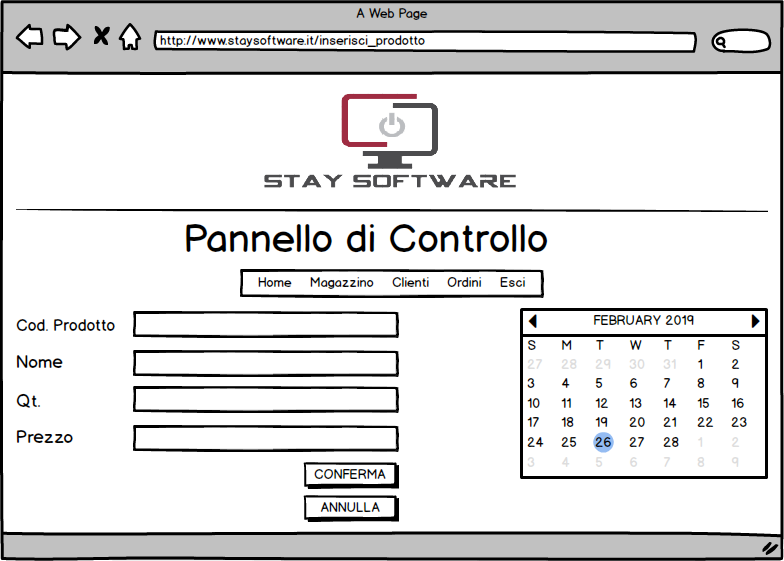 A Web Page
http://www.staysoftware.it/inserisci_prodotto
STAY SOFTWARE
Pannello di Controllo
Home Magazzino Clienti Ordini Esci
Cod. Prodotto
Nome
Qt.
Prezzo
CONFERMA
ANNULLA
FEBRUARY 2019
S M T W T F S
27 28 29 30 31 1 2
3 4 5 6 7 8 9
10 11 12 13 14 15 16
17 18 19 20 21 22 23
24 25 26 27 28 1 2
3 4 5 6 7 8 9